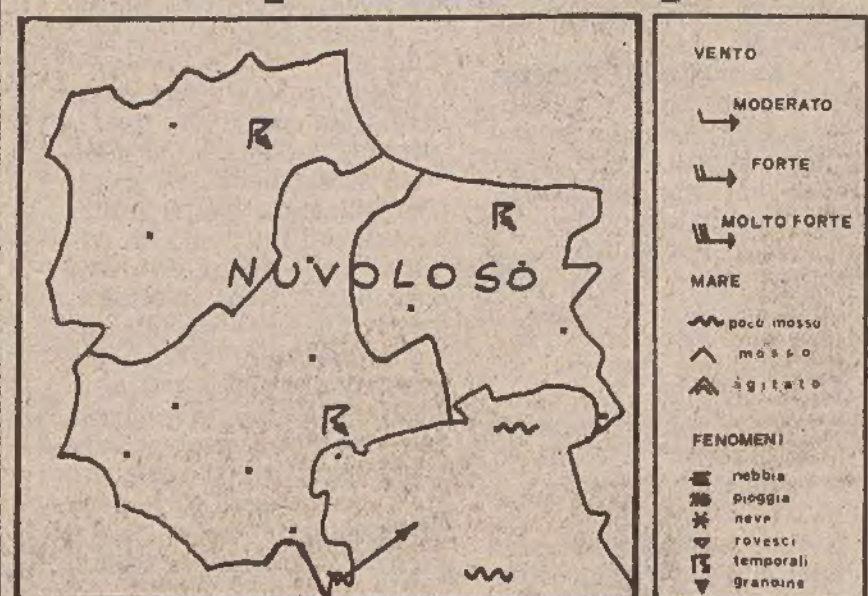 NUVOLOSO
VENTO
MODERATO
FORTE
MOLTO FORTE
MARE
poco mosso
mosso
agitato
FENOMENI
nebbia
pioggia
neve
rovesci
temporali
grandine